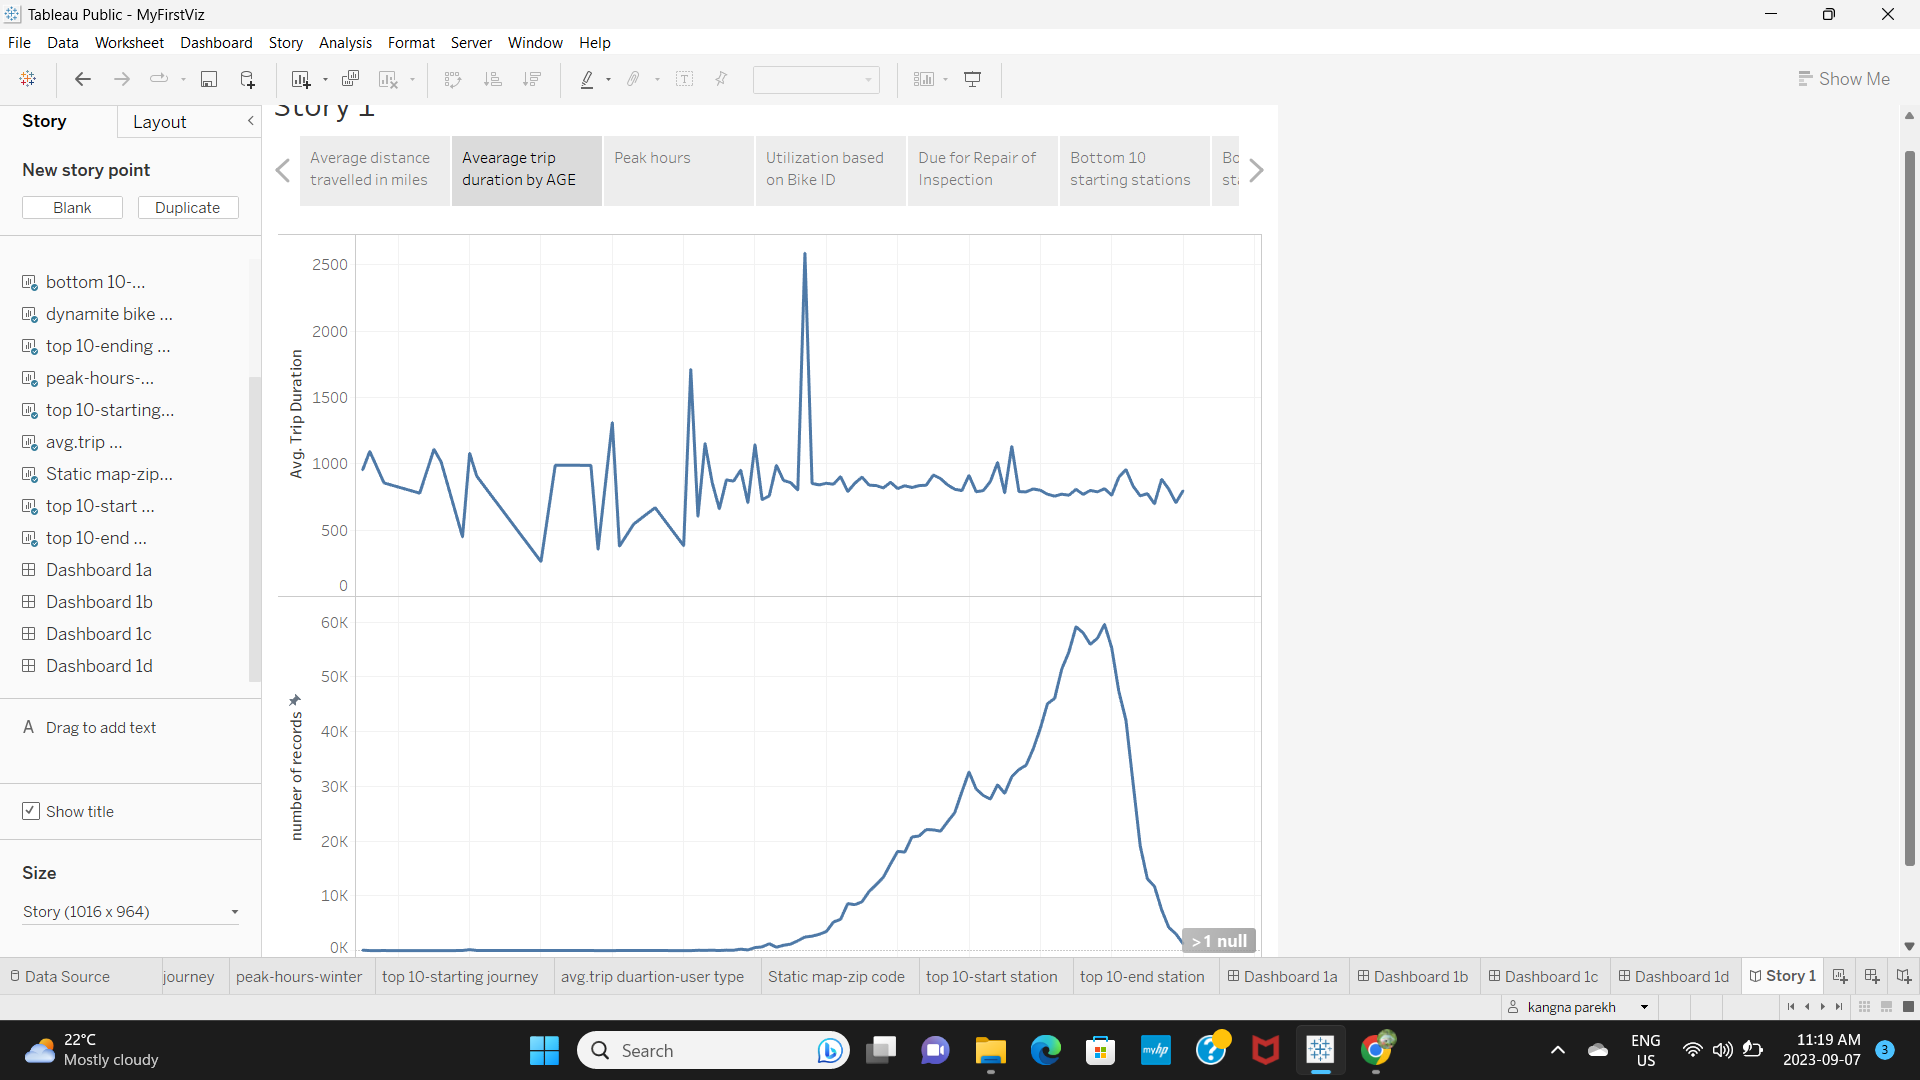 Tableau Public - MyFirstViz
File Data Worksheet Dashboard Story Analysis Format Server Window Help
Show Me
Story Layout
New story point
Blank Duplicate
bottom 10-...
dynamite bike ...
top 10-ending ...
peak-hours-...
top 10-starting...
avg.trip ...
Static map-zip...
top 10-start ...
top 10-end ...
Dashboard 1a
Dashboard 1b
Dashboard 1c
Dashboard 1d
A Drag to add text
Show title
Size
Story (1016 x 964)
Story 1
Average distance
travelled in miles
Avearage trip
duration by AGE
Peak hours
Utilization based
on Bike ID
Due for Repair of
Inspection
Bottom 10
starting stations
Bo
sta
Avg. Trip Duration
2500
2000
1500
1000
500
0
number of records
60K
50K
40K
30K
20K
10K
0K
>1 null
Data Source journey peak-hours-winter top 10-starting journey avg.trip duartion-user type Static map-zip code top 10-start station top 10-end station Dashboard 1a Dashboard 1b Dashboard 1c Dashboard 1d Story 1
kangna parekh
22°C
Mostly cloudy
Search
myhp
ENG
US
11:19 AM
2023-09-07
3